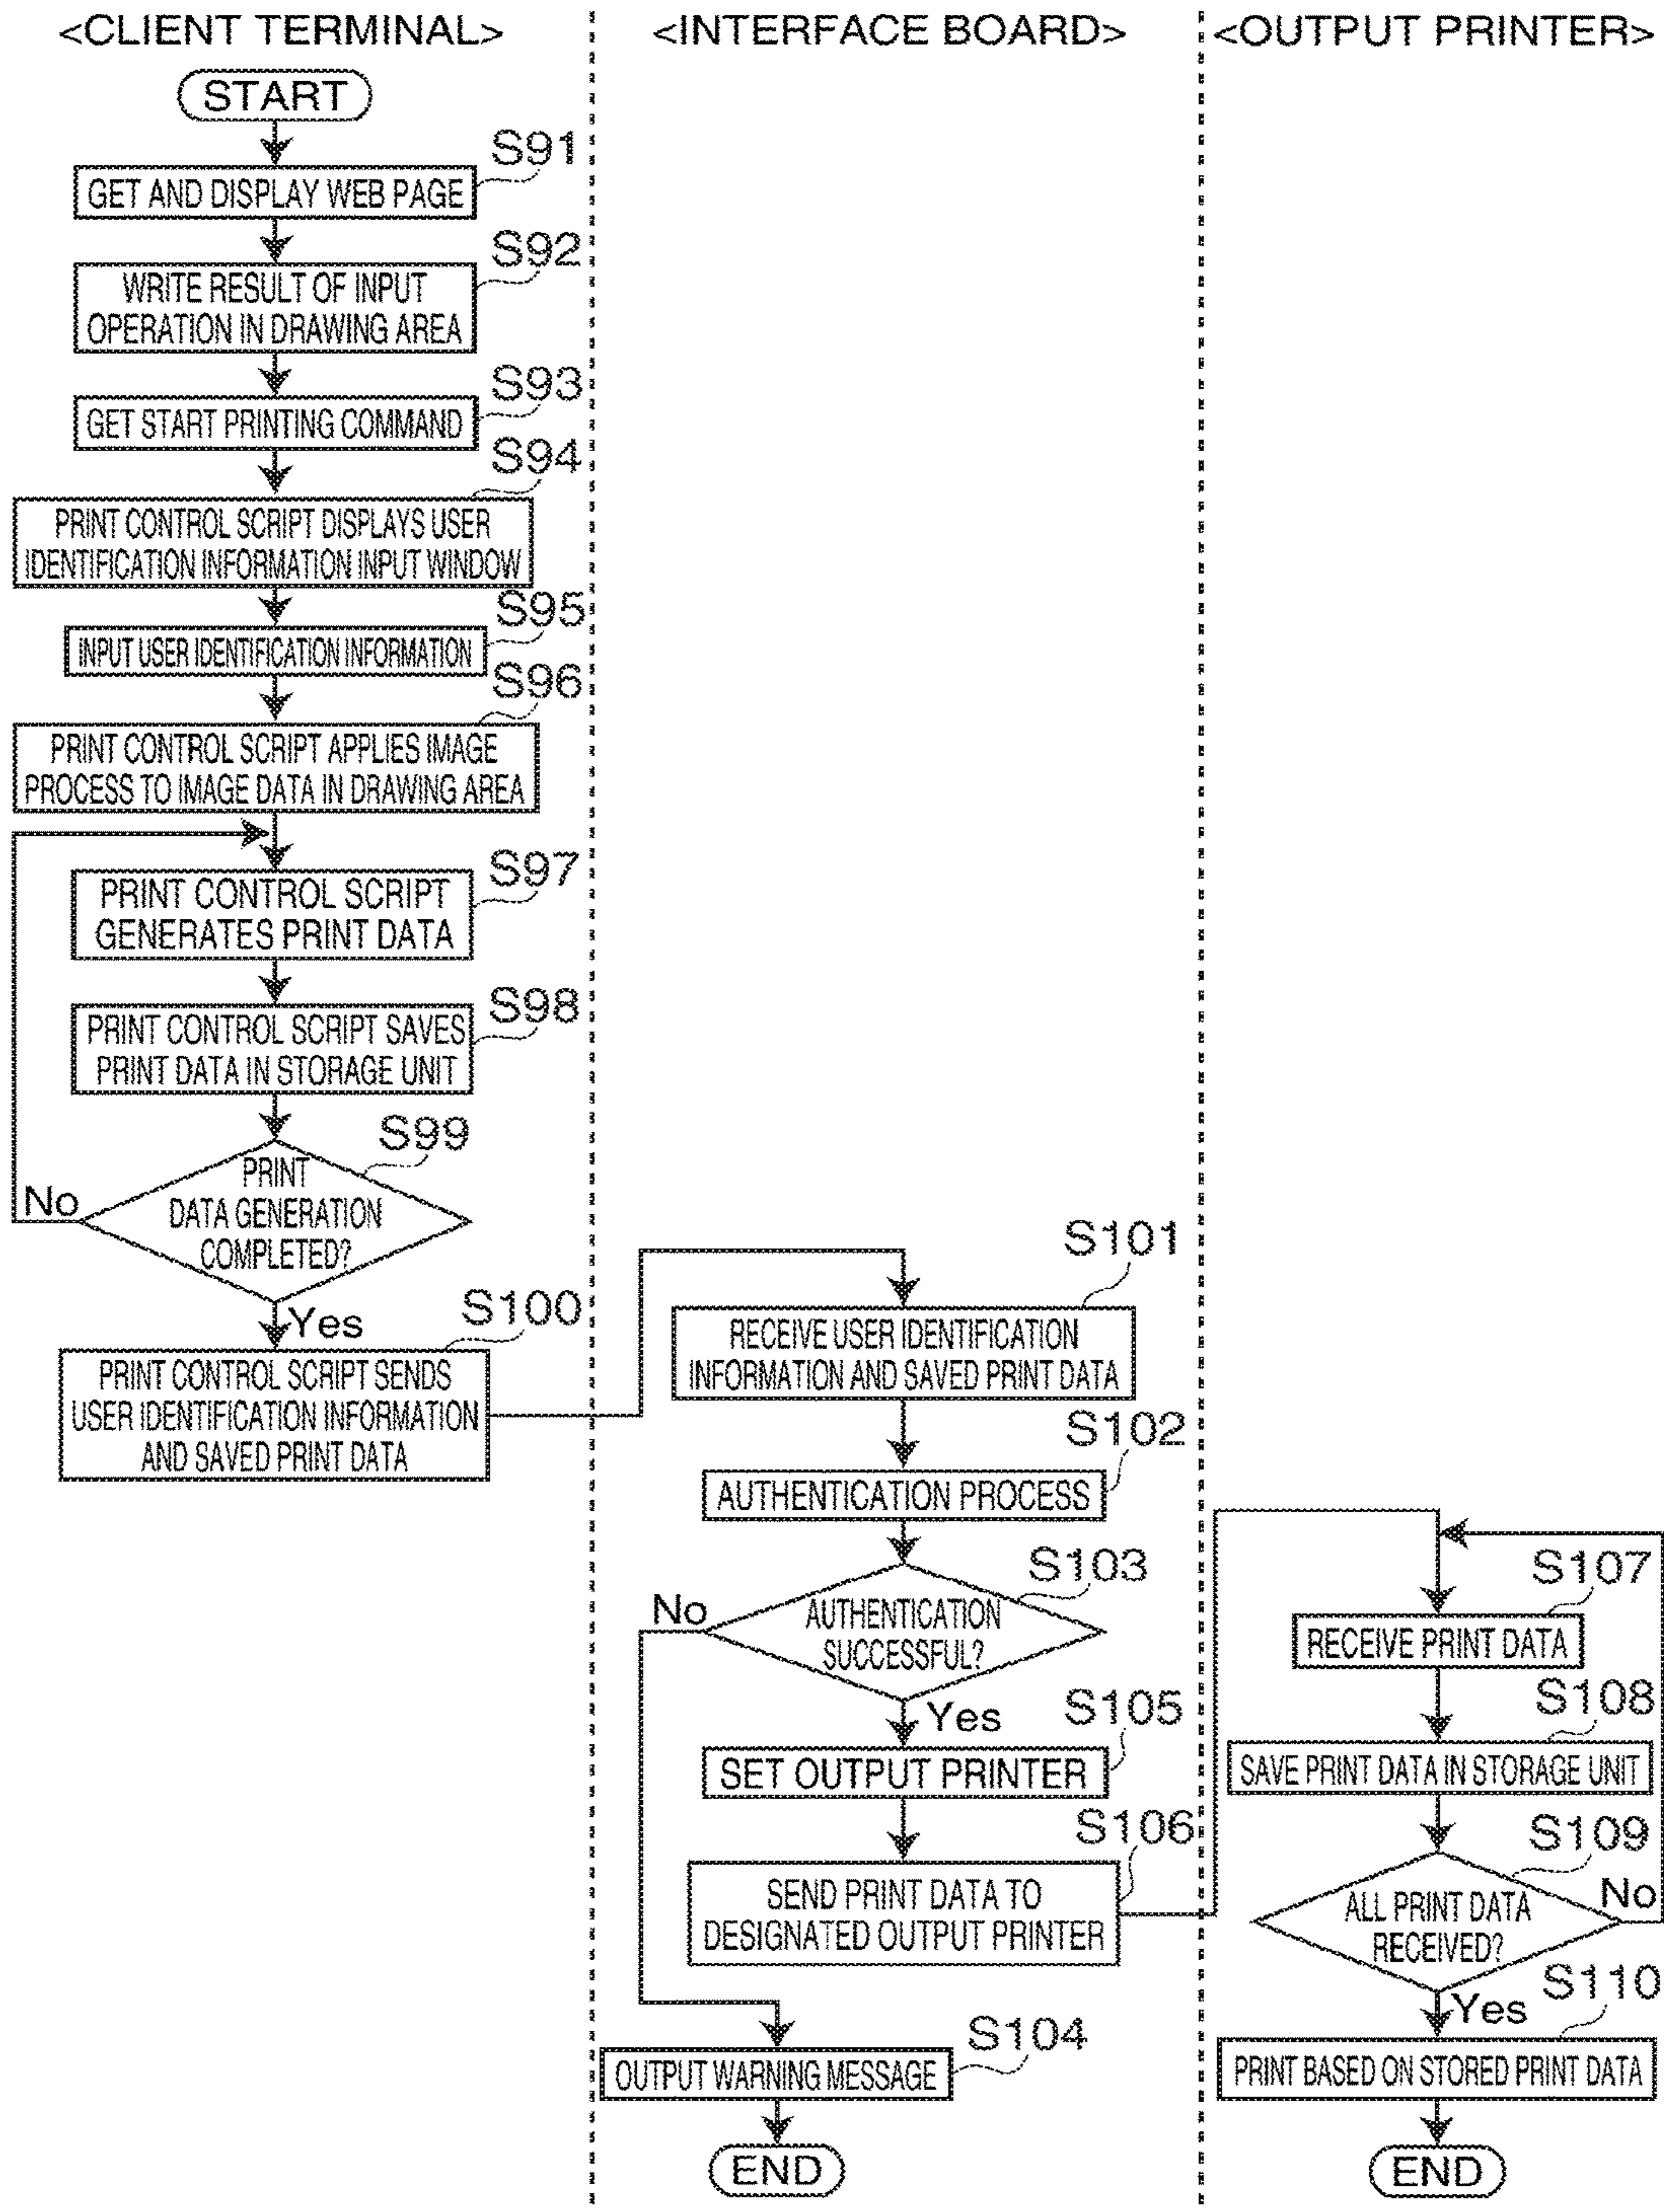 <CLIENT TERMINAL>
START
S91
GET AND DISPLAY WEB PAGE
S92
WRITE RESULT OF INPUT
OPERATION IN DRAWING AREA
S93
GET START PRINTING COMMAND
S94
PRINT CONTROL SCRIPT DISPLAYS USER
IDENTIFICATION INFORMATION INPUT WINDOW
S95
INPUT USER IDENTIFICATION INFORMATION
S96
PRINT CONTROL SCRIPT APPLIES IMAGE
PROCESS TO IMAGE DATA IN DRAWING AREA
S97
PRINT CONTROL SCRIPT
GENERATES PRINT DATA
S98
PRINT CONTROL SCRIPT SAVES
PRINT DATA IN STORAGE UNIT
S99
PRINT
DATA GENERATION
COMPLETED?
No
Yes
S100
PRINT CONTROL SCRIPT SENDS
USER IDENTIFICATION INFORMATION
AND SAVED PRINT DATA
<INTERFACE BOARD>
S101
RECEIVE USER IDENTIFICATION
INFORMATION AND SAVED PRINT DATA
S102
AUTHENTICATION PROCESS
S103
AUTHENTICATION
SUCCESSFUL?
No
Yes
S105
SET OUTPUT PRINTER
S106
SEND PRINT DATA TO
DESIGNATED OUTPUT PRINTER
S104
OUTPUT WARNING MESSAGE
END
<OUTPUT PRINTER>
S107
RECEIVE PRINT DATA
S108
SAVE PRINT DATA IN STORAGE UNIT
S109
ALL PRINT DATA
RECEIVED?
No
Yes
S110
PRINT BASED ON STORED PRINT DATA
END